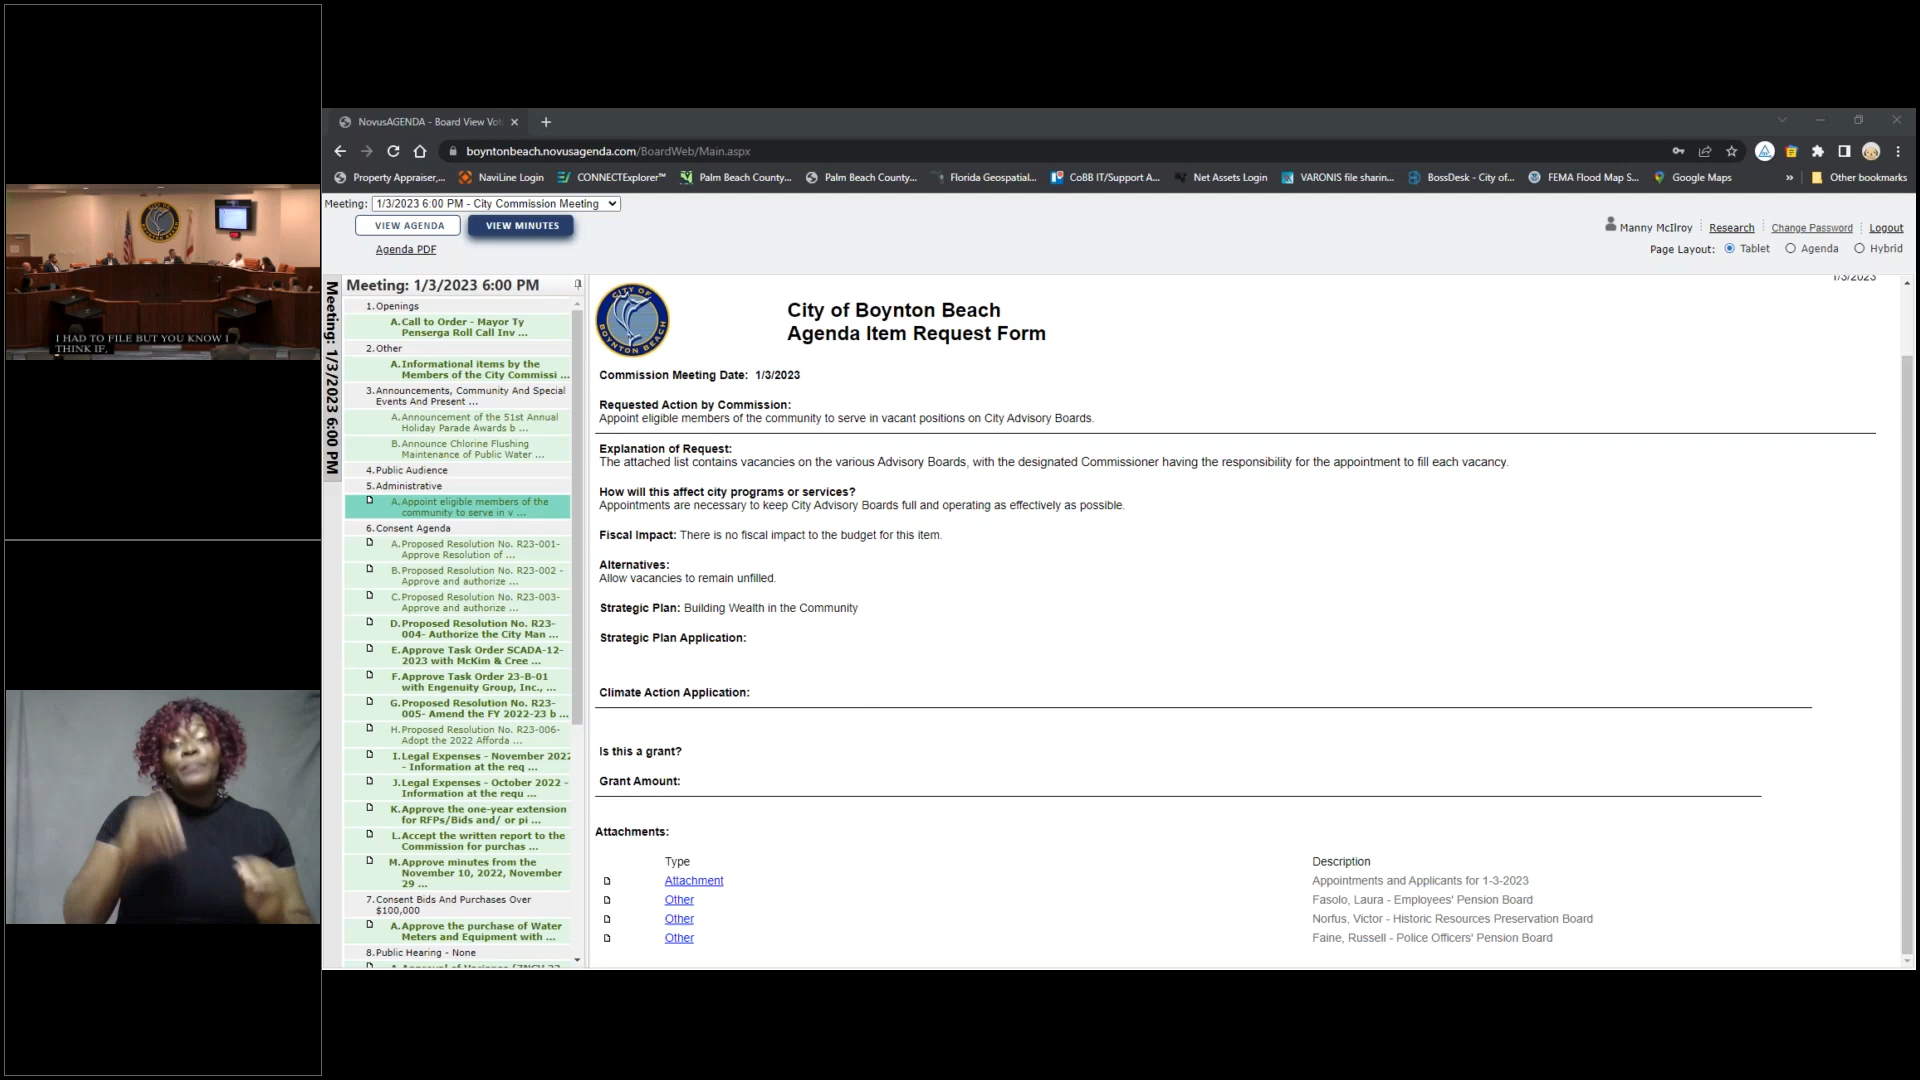 I HAD TO FILE BUT YOU KNOW I
THINK IF,
NovusAGENDA - Board View Vot
boyntonbeach.novusagenda.com/BoardWeb/Main.aspx
Property Appraiser,... NaviLine Login CONNECTExplorer™ Palm Beach County... Palm Beach County... Florida Geospatial... CoBB IT/Support A... Net Assets Login VARONIS file sharin... BossDesk - City of... FEMA Flood Map S... Google Maps » Other bookmarks
Meeting: 1/3/2023 6:00 PM - City Commission Meeting
VIEW AGENDA VIEW MINUTES
Agenda PDF
Manny McIlroy Research Change Password Logout
Page Layout: Tablet Agenda Hybrid
Meeting: 1/3/2023 6:00 PM
Meeting: 1/3/2023 6:00 PM
1.Openings
A.Call to Order - Mayor Ty
Penserga Roll Call Inv ...
2.Other
A.Informational items by the
Members of the City Commissi ...
3.Announcements, Community And Special
Events And Present ...
A.Announcement of the 51st Annual
Holiday Parade Awards b ...
B.Announce Chlorine Flushing
Maintenance of Public Water ...
4.Public Audience
5.Administrative
A.Appoint eligible members of the
community to serve in v ...
6.Consent Agenda
A.Proposed Resolution No. R23-001-
Approve Resolution of ...
B.Proposed Resolution No. R23-002 -
Approve and authorize ...
C.Proposed Resolution No. R23-003-
Approve and authorize ...
D.Proposed Resolution No. R23-
004- Authorize the City Man ...
E.Approve Task Order SCADA-12-
2023 with McKim & Cree ...
F.Approve Task Order 23-B-01
with Engenuity Group, Inc., ...
G.Proposed Resolution No. R23-
005- Amend the FY 2022-23 b ...
H.Proposed Resolution No. R23-006-
Adopt the 2022 Afforda ...
I.Legal Expenses - November 2022
- Information at the req ...
J.Legal Expenses - October 2022 -
Information at the requ ...
K.Approve the one-year extension
for RFPs/Bids and/ or pi ...
L.Accept the written report to the
Commission for purchas ...
M.Approve minutes from the
November 10, 2022, November
29 ...
7.Consent Bids And Purchases Over
$100,000
A.Approve the purchase of Water
Meters and Equipment with ...
8.Public Hearing - None
1/3/2023
CITY OF
BOYNTON BEACH
City of Boynton Beach
Agenda Item Request Form
Commission Meeting Date: 1/3/2023
Requested Action by Commission:
Appoint eligible members of the community to serve in vacant positions on City Advisory Boards.
Explanation of Request:
The attached list contains vacancies on the various Advisory Boards, with the designated Commissioner having the responsibility for the appointment to fill each vacancy.
How will this affect city programs or services?
Appointments are necessary to keep City Advisory Boards full and operating as effectively as possible.
Fiscal Impact: There is no fiscal impact to the budget for this item.
Alternatives:
Allow vacancies to remain unfilled.
Strategic Plan: Building Wealth in the Community
Strategic Plan Application:
Climate Action Application:
Is this a grant?
Grant Amount:
Attachments:
Type Description
Attachment Appointments and Applicants for 1-3-2023
Other Fasolo, Laura - Employees' Pension Board
Other Norfus, Victor - Historic Resources Preservation Board
Other Faine, Russell - Police Officers' Pension Board